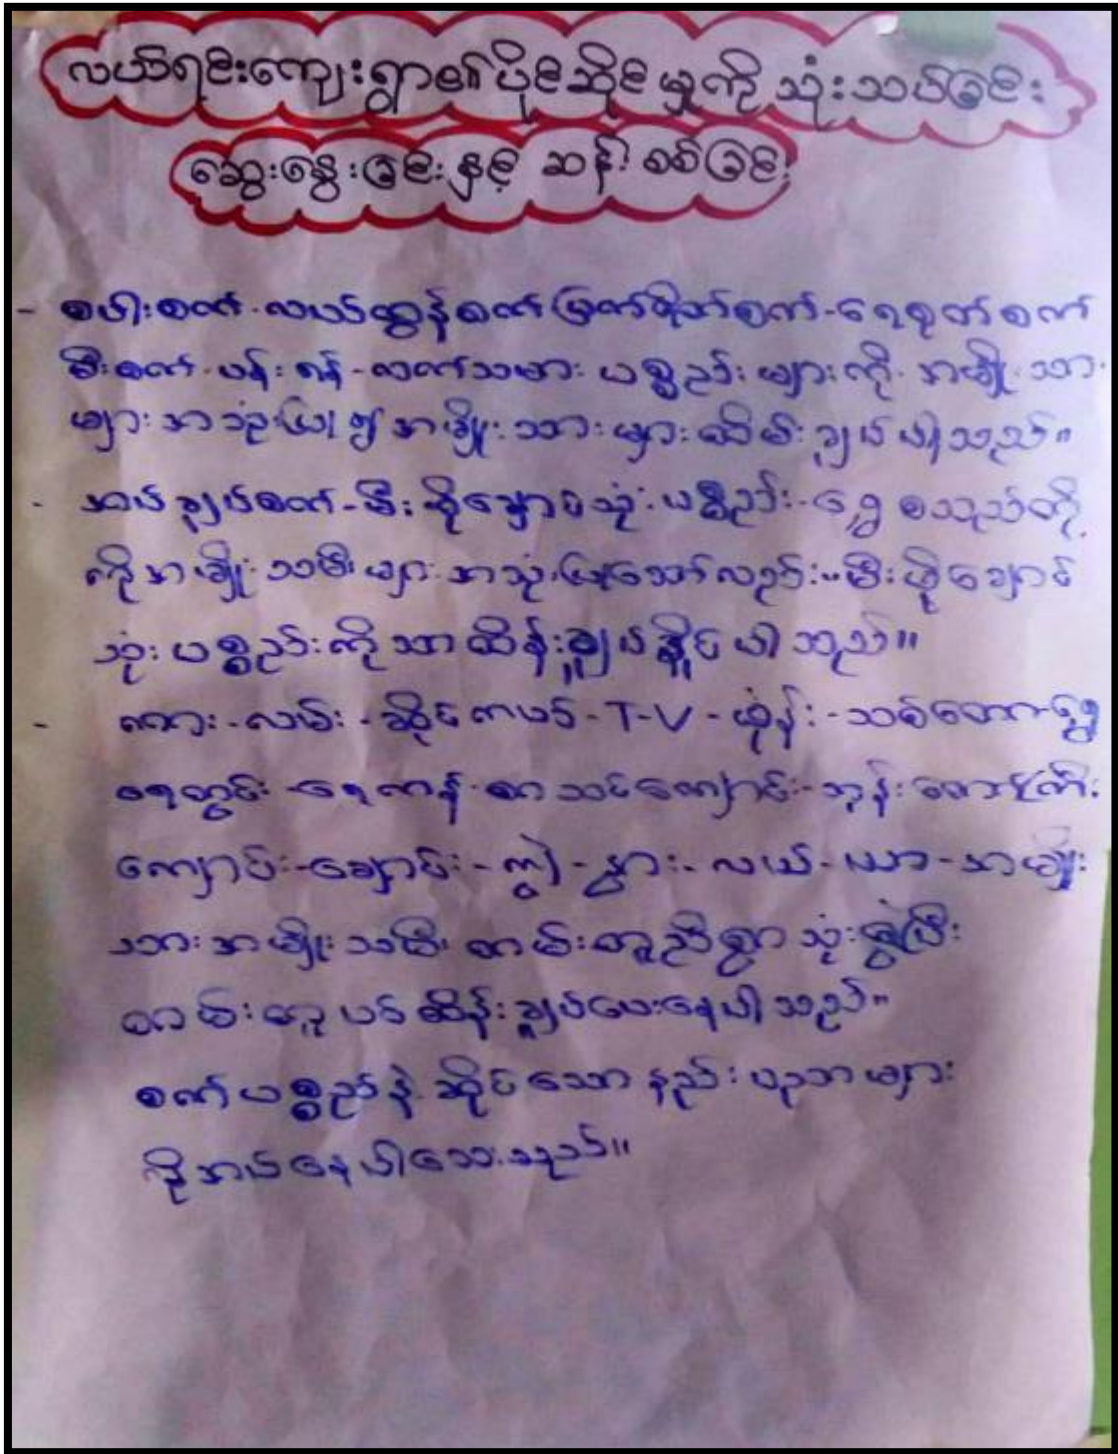 လယ်ရင်းကျေးရွာ၏ပိုင်ဆိုင်မှုကို သုံးသပ်ခြင်း
ဆွေးနွေးခြင်းနှင့် ဆန်းစစ်ခြင်း
- စပါးစက်-လယ်ထွန်စက်မြက်ရိတ်စက်-ရေစုတ်စက်
မီးစက်-ပန်းရန်-လက်သမားပစ္စည်းများကို အမျိုးသား
များအသုံးပြု၍အမျိုးသားများထိမ်းချုပ်ပါသည်။
- အပ်ချုပ်စက်-မီးဖိုချောင်သုံးပစ္စည်း-ရွှေ စသည်တို့
ကိုအမျိုးသမီးများအသုံးပြုသော်လည်းမီးဖိုချောင်
သုံးပစ္စည်းကိုသာထိန်းချုပ်နိုင်ပါသည်။
- ကား-လမ်း-ဆိုင်ကယ်-T-V-ဖုန်း-သစ်တော-ရွှေ
ရေတွင်း-ရေကန်-စာသင်ကျောင်း-ဘုန်းတော်ကြီး
ကျောင်း-ချောင်း-ကျွဲ-နွား-လယ်-ယာ-အမျိုး
သားအမျိုးသမီးတန်းတူညီစွာသုံးစွဲပြီး
တန်းတူပင်ထိန်းချုပ်ပေးနေပါသည်။
စက်ပစ္စည်နဲ့ဆိုင်သောနည်းပညာများ
လိုအပ်နေပါသေးသည်။